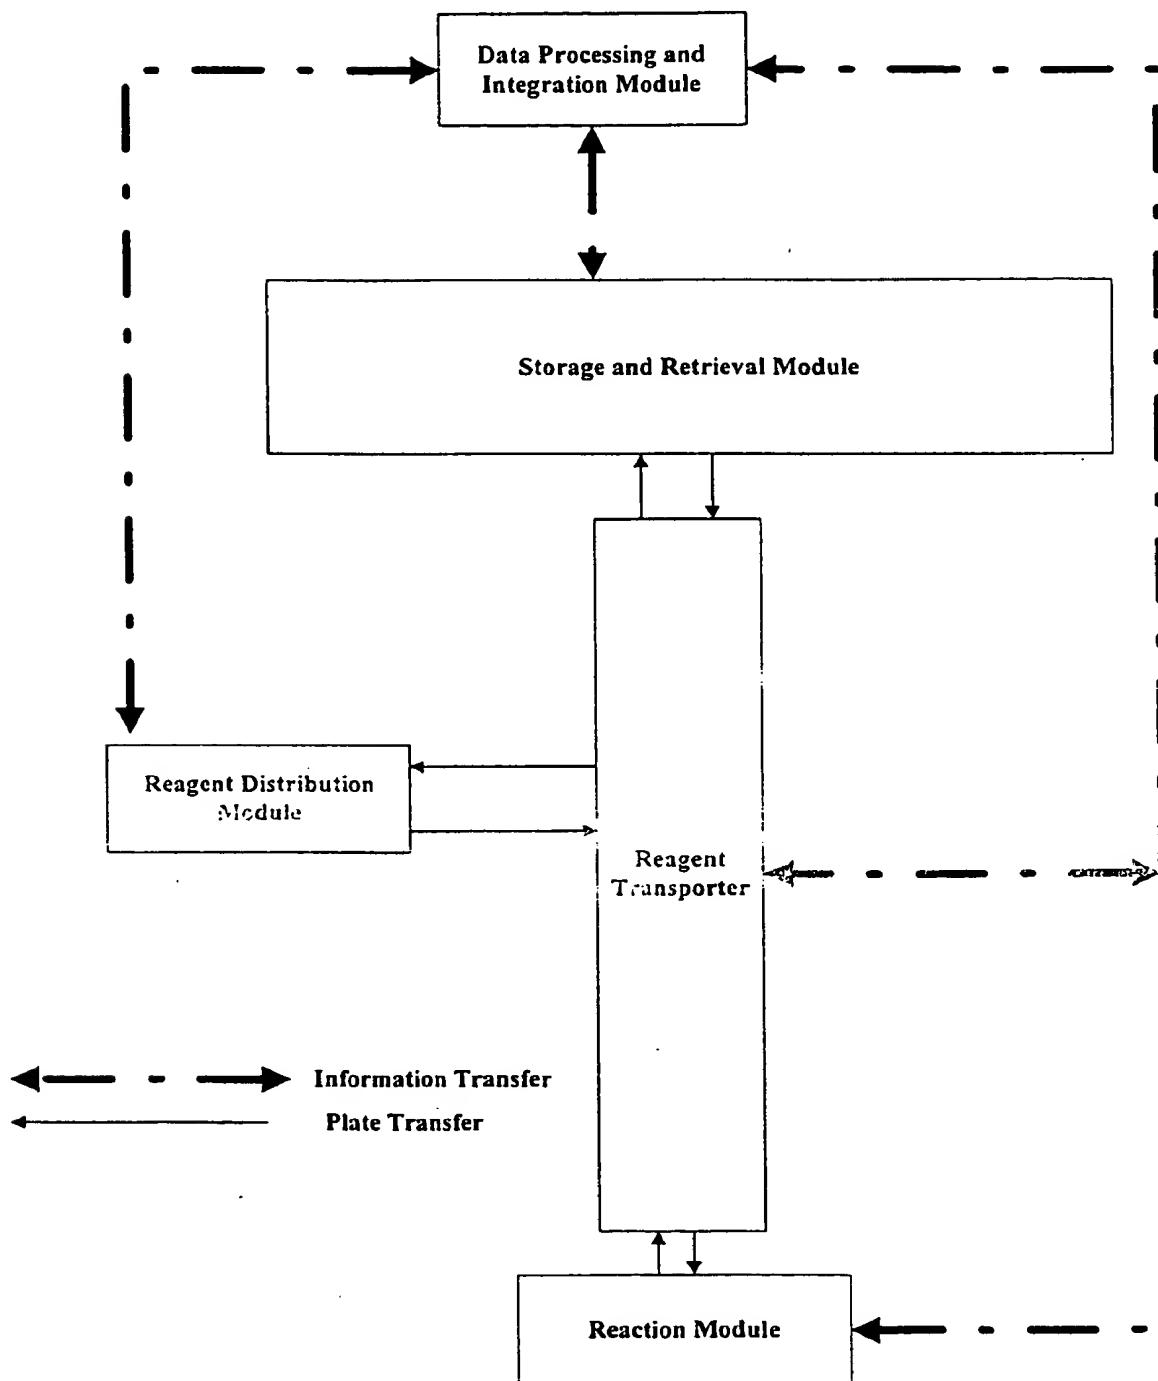 Data Processing and
Integration Module
Storage and Retrieval Module
Reagent Distribution
Module
Reagent
Transporter
Information Transfer
Plate Transfer
Reaction Module